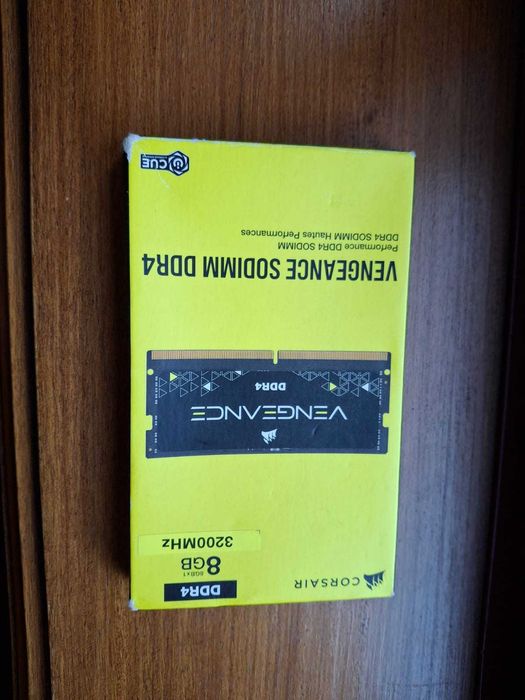 CORSAIR
DDR4
8GB
8GBx1
3200MHz
VENGEANCE
DDR4
VENGEANCE SODIMM DDR4
Performance DDR4 SODIMM
DDR4 SODIMM Hautes Performances
iCUE